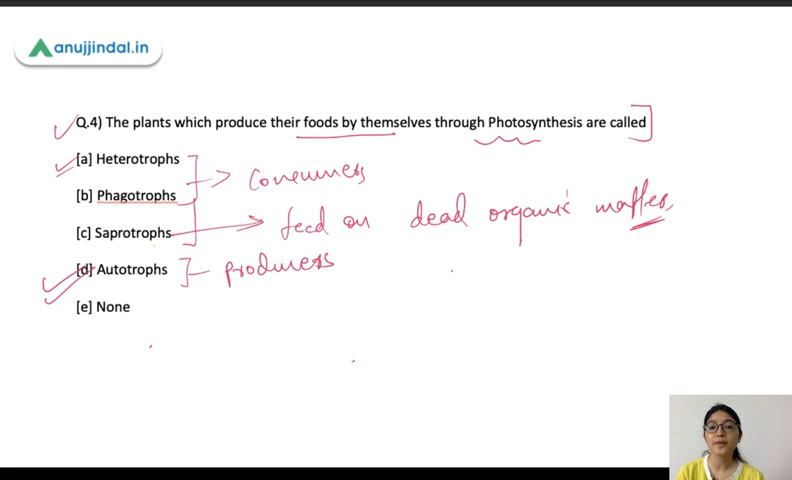 anujjindal.in
Q.4) The plants which produce their foods by themselves through Photosynthesis are called
[a] Heterotrophs
consumers
[b] Phagotrophs
[c] Saprotrophs
feed on dead organic matter.
[d] Autotrophs
producers
[e] None